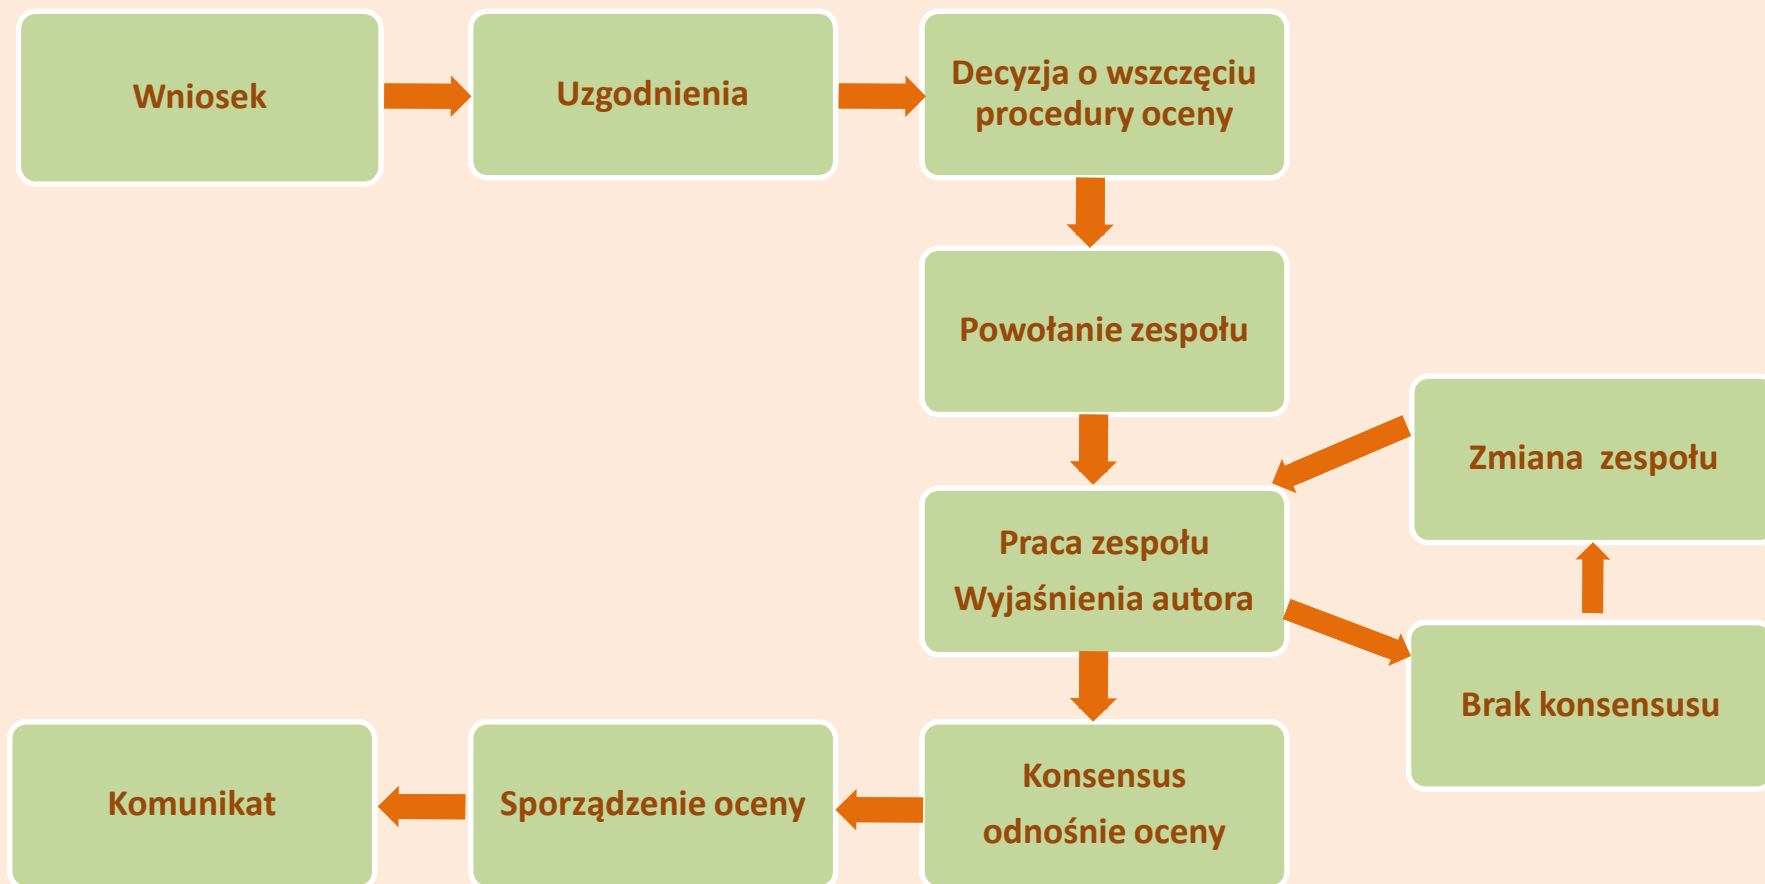 Wniosek
Uzgodnienia
Decyzja o wszczęciu
procedury oceny
Powołanie zespołu
Zmiana zespołu
Praca zespołu
Wyjaśnienia autora
Brak konsensusu
Konsensus
odnośnie oceny
Sporządzenie oceny
Komunikat